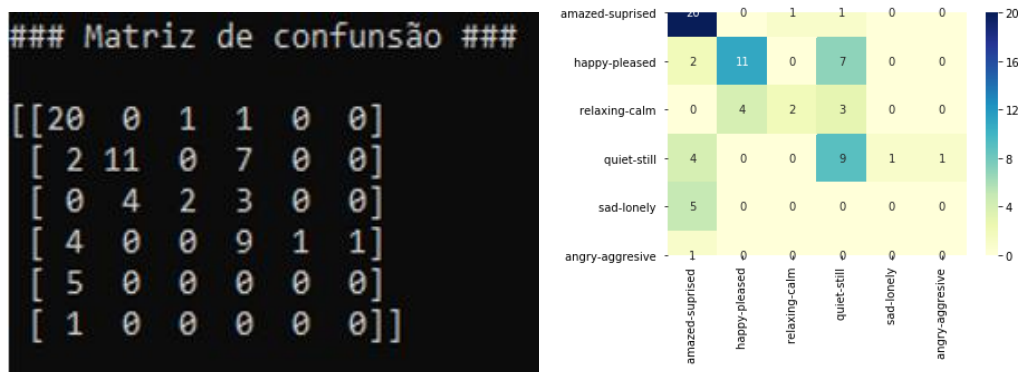 ### Matriz de confunsão ###
[[20 0 1 1 0 0]
[ 2 11 0 7 0 0]
[ 0 4 2 3 0 0]
[ 4 0 0 9 1 1]
[ 5 0 0 0 0 0]
[ 1 0 0 0 0 0]]
amazed-suprised 20 0 1 1 0 0
happy-pleased 2 11 0 7 0 0
relaxing-calm 0 4 2 3 0 0
quiet-still 4 0 0 9 1 1
sad-lonely 5 0 0 0 0 0
angry-aggresive 1 0 0 0 0 0
amazed-suprised
happy-pleased
relaxing-calm
quiet-still
sad-lonely
angry-aggresive
20
16
12
8
4
0